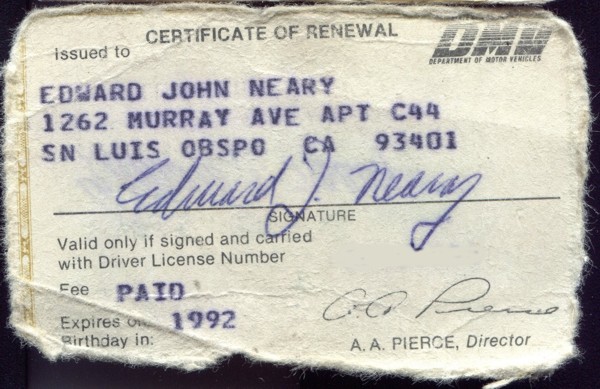 CERTIFICATE OF RENEWAL
Issued to
DMV
DEPARTMENT OF MOTOR VEHICLES
EDWARD JOHN NEARY
1262 MURRAY AVE APT C44
SN LUIS OBSPO CA 93401
Edward J. Neary
SIGNATURE
Valid only if signed and carried
with Driver License Number
Fee PAID
Expires on 1992
Birthday in:
A. A. Pierce
A. A. PIERCE, Director